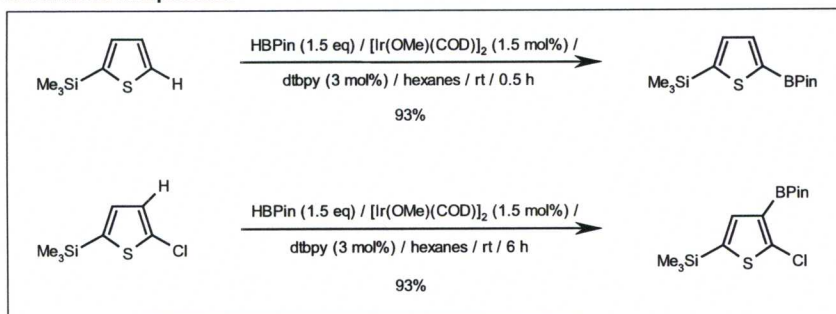 HBPin (1.5 eq) / [Ir(OMe)(COD)]2 (1.5 mol%) /
dtbpy (3 mol%) / hexanes / rt / 0.5 h
93%
Me3Si S H
Me3Si S BPin
HBPin (1.5 eq) / [Ir(OMe)(COD)]2 (1.5 mol%) /
dtbpy (3 mol%) / hexanes / rt / 6 h
93%
H
Me3Si S Cl
BPin
Me3Si S Cl